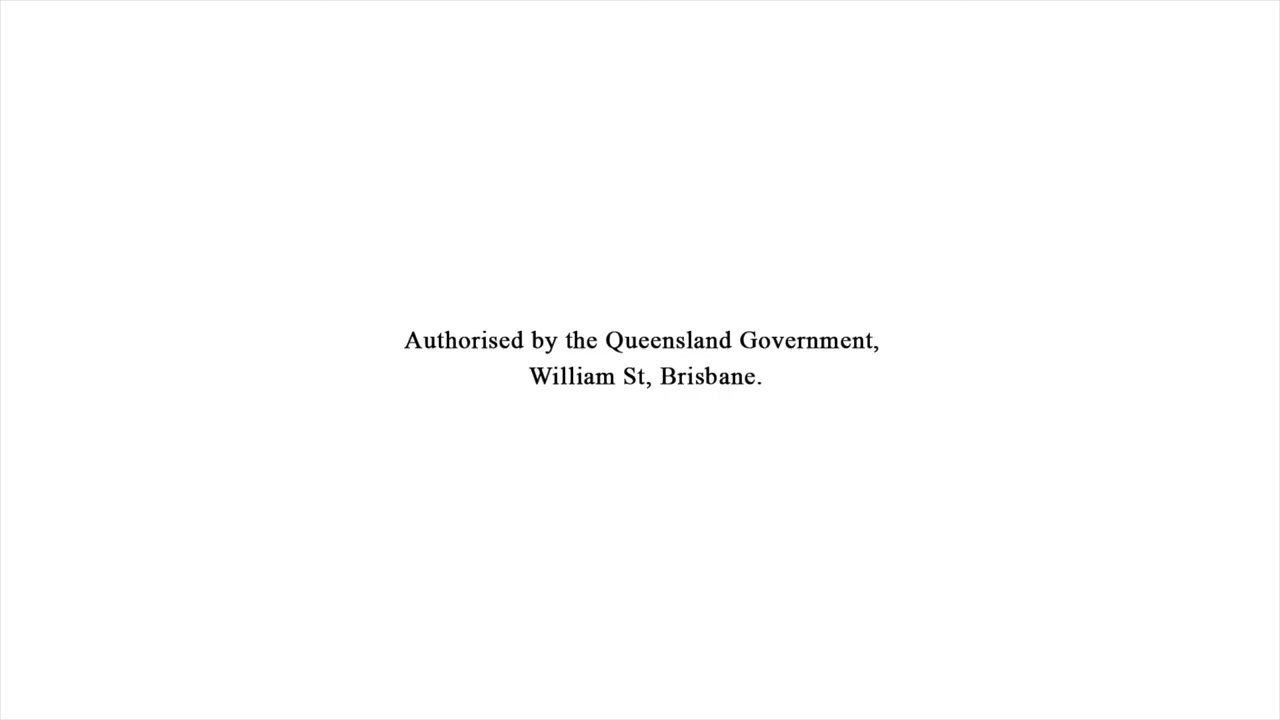 Authorised by the Queensland Government,
William St, Brisbane.